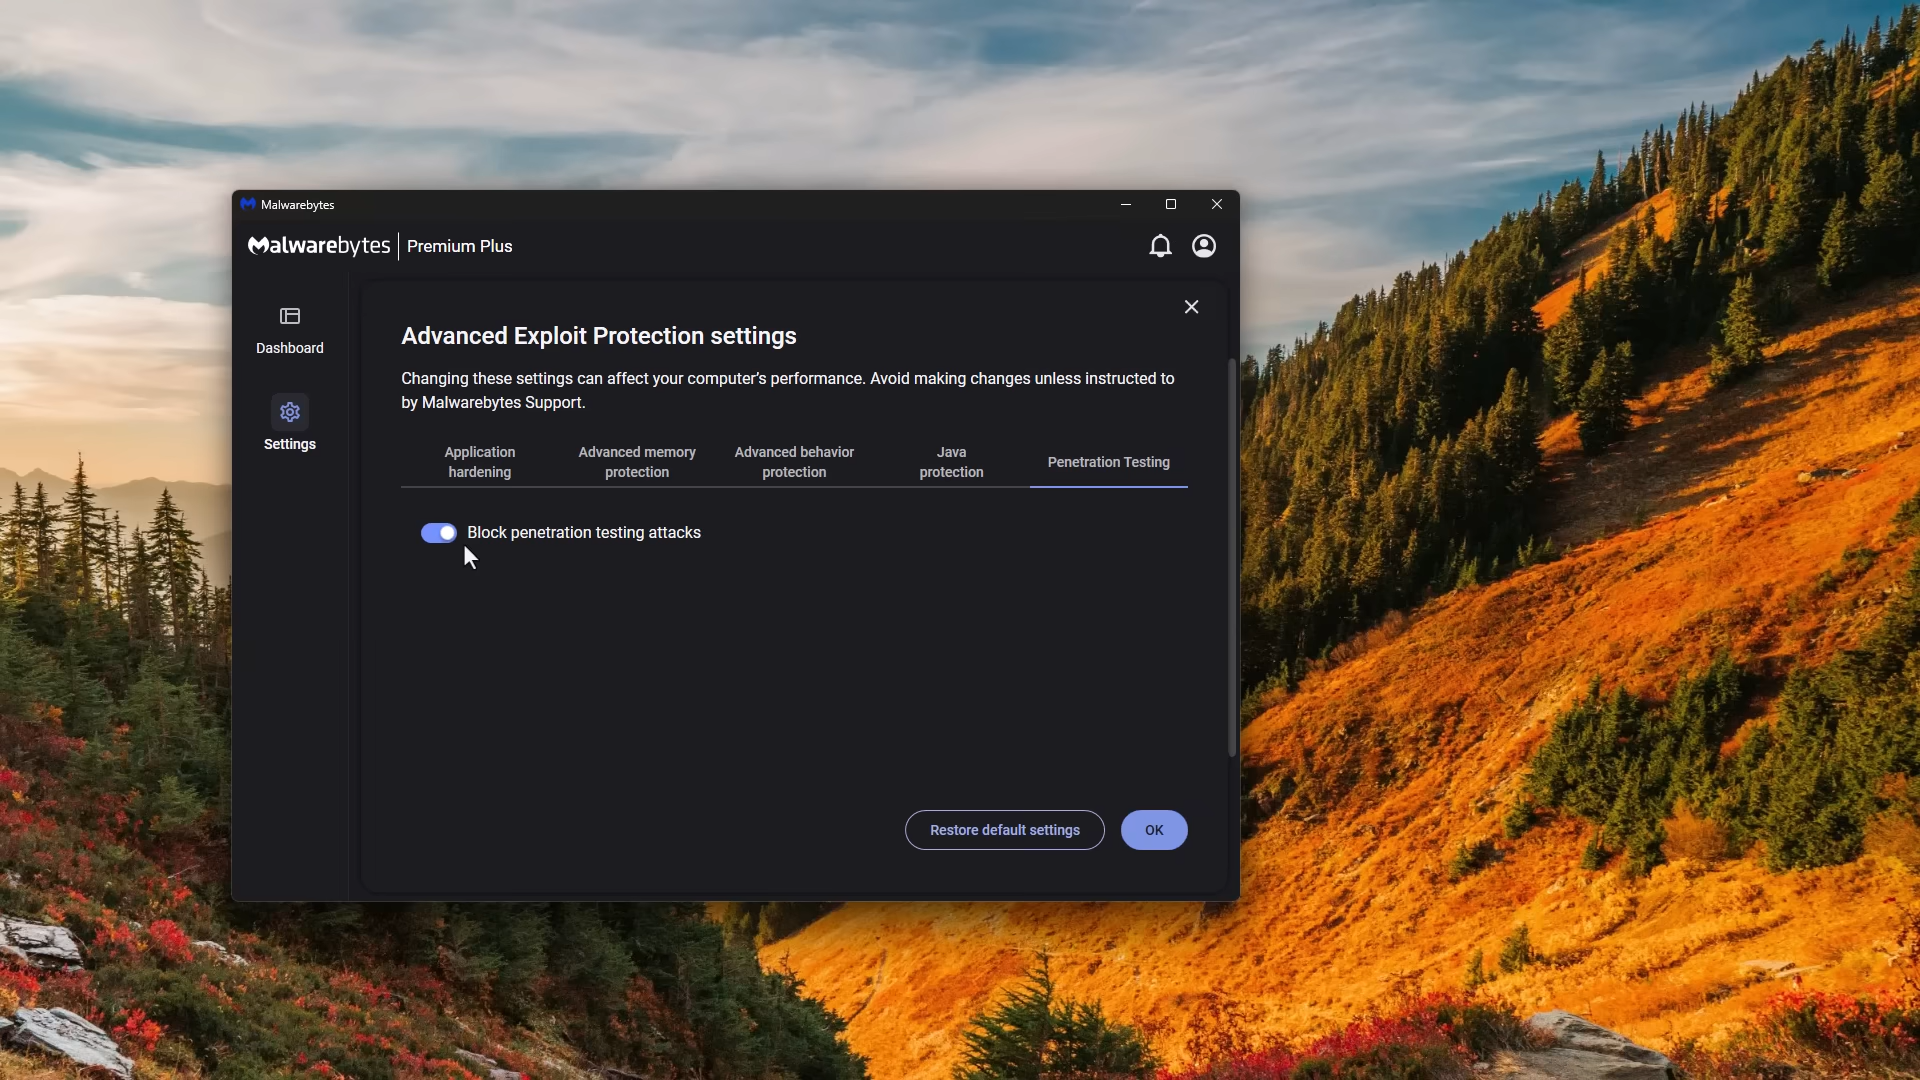 Malwarebytes
Malwarebytes | Premium Plus
Dashboard
Settings
Advanced Exploit Protection settings
Changing these settings can affect your computer's performance. Avoid making changes unless instructed to
by Malwarebytes Support.
Application
hardening
Advanced memory
protection
Advanced behavior
protection
Java
protection
Penetration Testing
Block penetration testing attacks
Restore default settings
OK